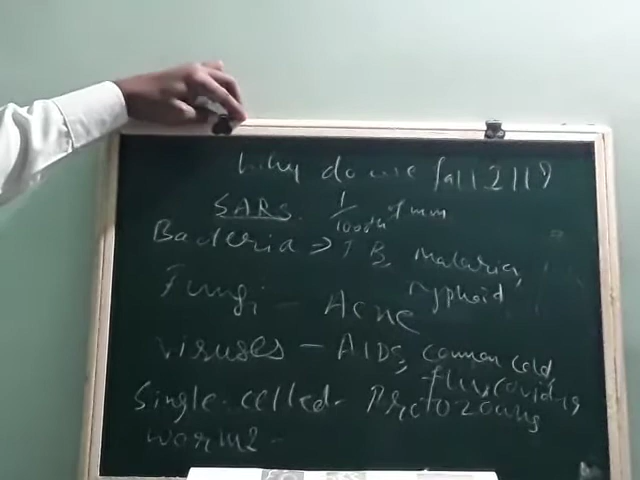 Why do we fall ill?
SARS. 1/1000th of mm
Bacteria → TB, Malaria,
Typhoid
Fungi - Acne
Viruses - AIDS, common cold,
flu, Covid-19
Single-celled - Protozoans
worms -